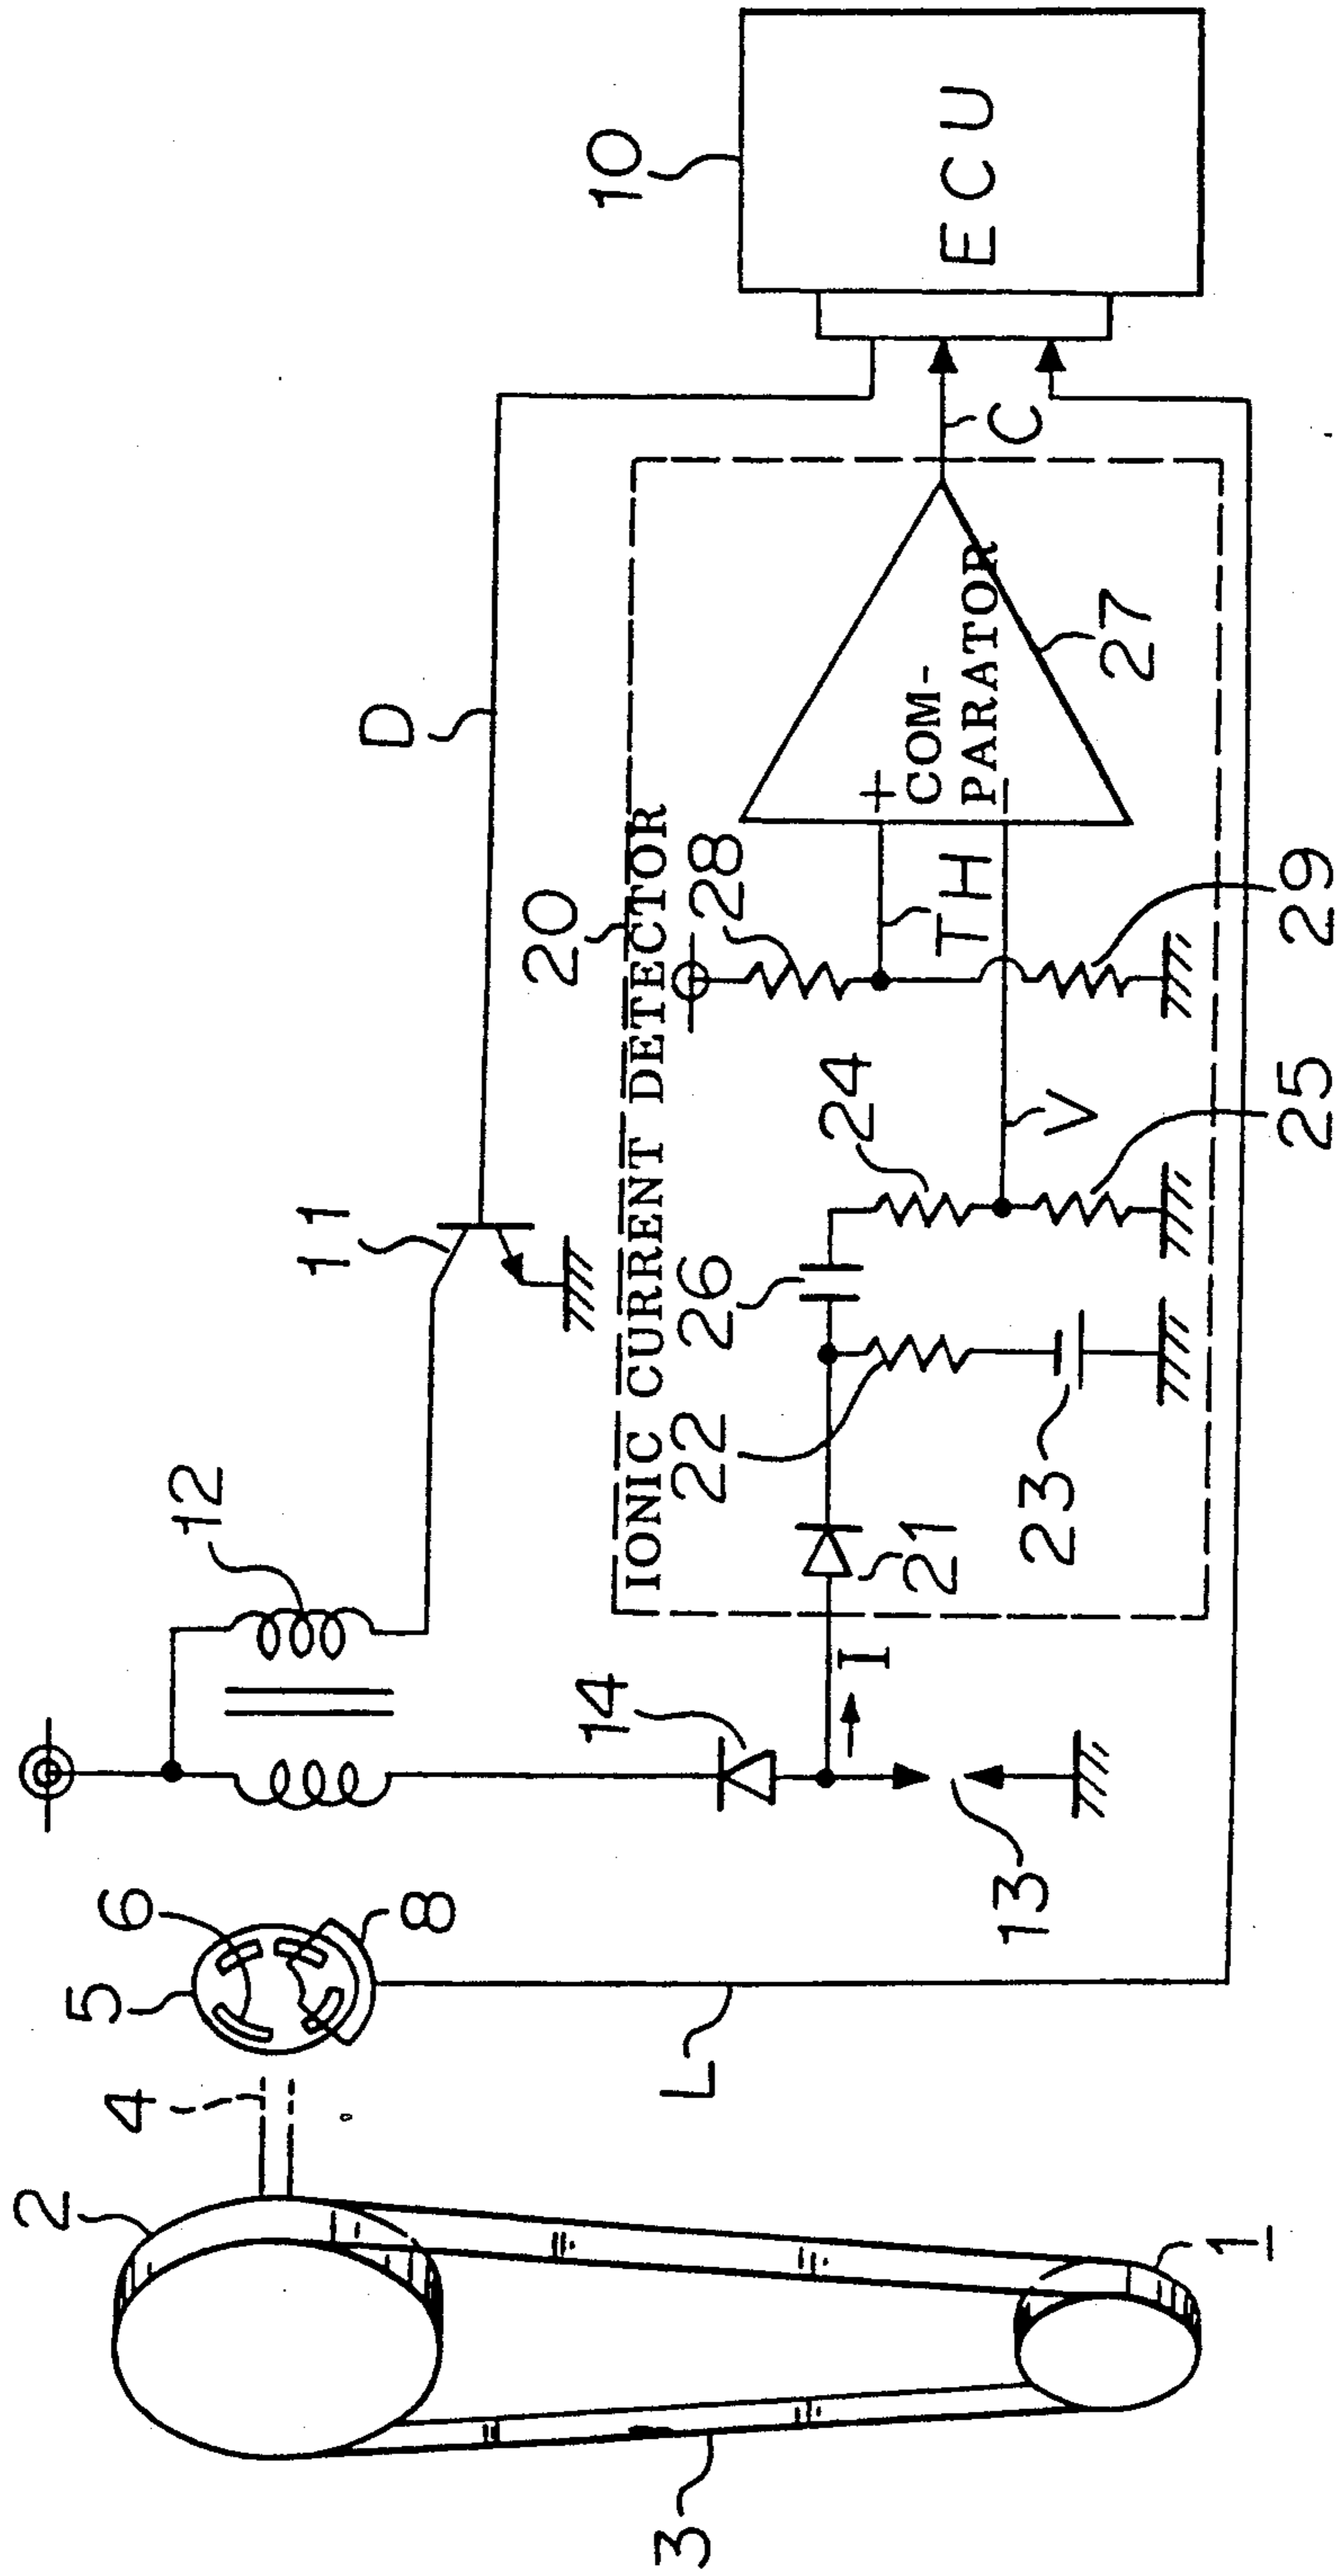 12
11
D
10
ECU
20
IONIC CURRENT DETECTOR
5
6
8
14
I
21
22
26
24
28
TH
+
COM-
PARATOR
−
C
27
V
23
25
29
13
2
4
L
3
1